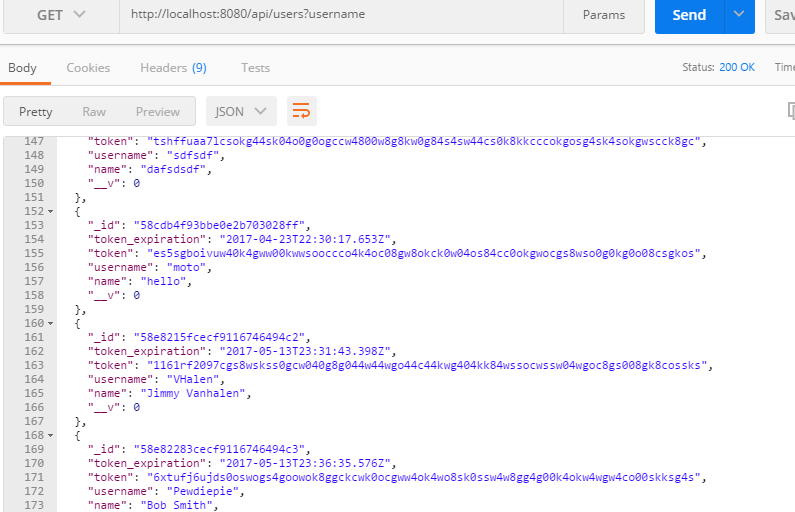 GET http://localhost:8080/api/users?username Params Send Sav
Body Cookies Headers (9) Tests Status: 200 OK Time
Pretty Raw Preview JSON
147 "token": "tshffuaa7lcsokg44sk04o0g0ogccw4800w8g8kw0g84s4sw44cs0k8kkcccokgosg4sk4sokgwscck8gc",
148 "username": "sdfsdf",
149 "name": "dafsdsdf",
150 "__v": 0
151 },
152 {
153 "_id": "58cdb4f93bbe0e2b703028ff",
154 "token_expiration": "2017-04-23T22:30:17.653Z",
155 "token": "es5sgboivuw40k4gww00kwwsooccco4k4oc08gw8okck0w04os84cc0okgwocgs8wso0g0kg0o08csgkos",
156 "username": "moto",
157 "name": "hello",
158 "__v": 0
159 },
160 {
161 "_id": "58e8215fcecf9116746494c2",
162 "token_expiration": "2017-05-13T23:31:43.398Z",
163 "token": "1161rf2097cgs8wskss0gcw040g8g044w44wgo44c44kwg404kk84wssocwssw04wgoc8gs008gk8cossks",
164 "username": "VHalen",
165 "name": "Jimmy Vanhalen",
166 "__v": 0
167 },
168 {
169 "_id": "58e82283cecf9116746494c3",
170 "token_expiration": "2017-05-13T23:36:35.576Z",
171 "token": "6xtufj6ujds0oswogs4goowok8ggckcwk0ocgww4ok4wo8sk0ssw4w8gg4g00k4okw4wgw4co00skksg4s",
172 "username": "Pewdiepie",
173 "name": "Bob Smith",